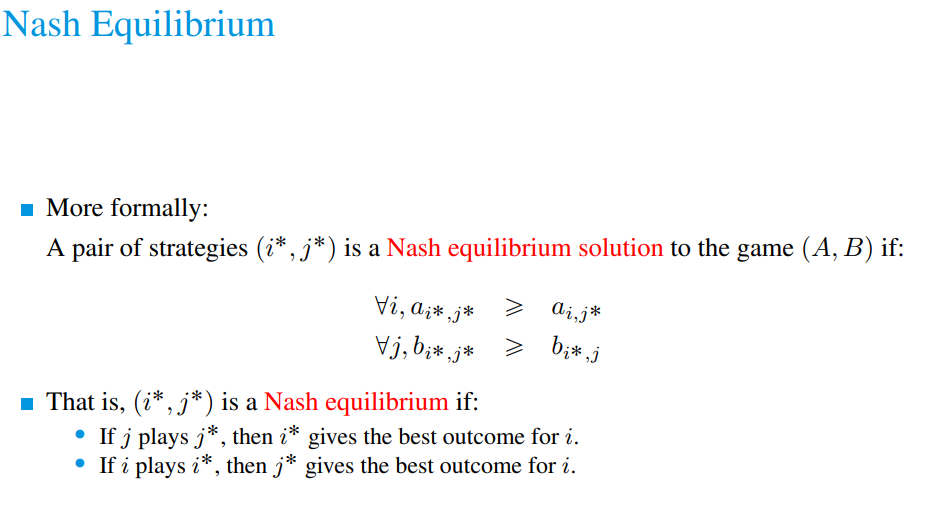 Nash Equilibrium
■ More formally:
A pair of strategies (i*, j*) is a Nash equilibrium solution to the game (A, B) if:
∀i, a_{i*,j*} ⩾ a_{i,j*}
∀j, b_{i*,j*} ⩾ b_{i*,j}
■ That is, (i*, j*) is a Nash equilibrium if:
• If j plays j*, then i* gives the best outcome for i.
• If i plays i*, then j* gives the best outcome for i.